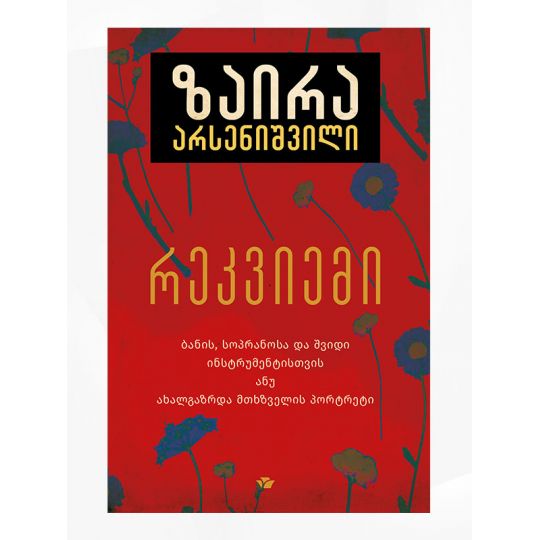 ზაირა
არსენიშვილი
რეკვიემი
ბანის, სოპრანოსა და შვიდი
ინსტრუმენტისთვის
ანუ
ახალგაზრდა მთხზველის პორტრეტი